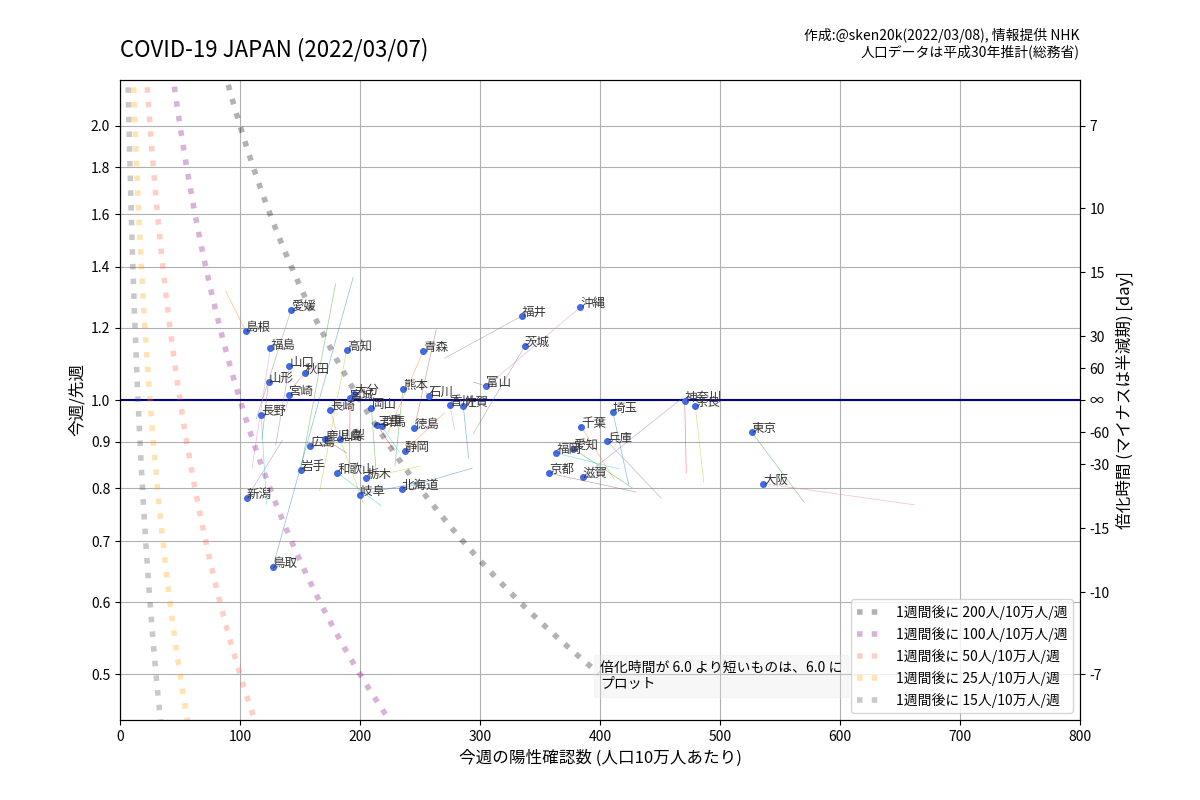 COVID-19 JAPAN (2022/03/07)
作成:@sken20k(2022/03/08), 情報提供 NHK
人口データは平成30年推計(総務省)
今週/先週
2.0
1.8
1.6
1.4
1.2
1.0
0.9
0.8
0.7
0.6
0.5
7
10
15
30
60
∞
-60
-30
-15
-10
-7
倍化時間 (マイナスは半減期) [day]
沖縄
愛媛
福井
島根
茨城
福島
高知
青森
山口
秋田
山形
富山
熊本
宮崎
大分
石川
神奈川
奈良
佐賀
長崎
岡山
長野
埼玉
千葉
徳島
群馬
東京
兵庫
鹿児島
広島
愛知
静岡
福岡
岩手
和歌山
栃木
京都
滋賀
大阪
北海道
岐阜
新潟
鳥取
倍化時間が 6.0 より短いものは、6.0 に
プロット
1週間後に 200人/10万人/週
1週間後に 100人/10万人/週
1週間後に 50人/10万人/週
1週間後に 25人/10万人/週
1週間後に 15人/10万人/週
0 100 200 300 400 500 600 700 800
今週の陽性確認数 (人口10万人あたり)